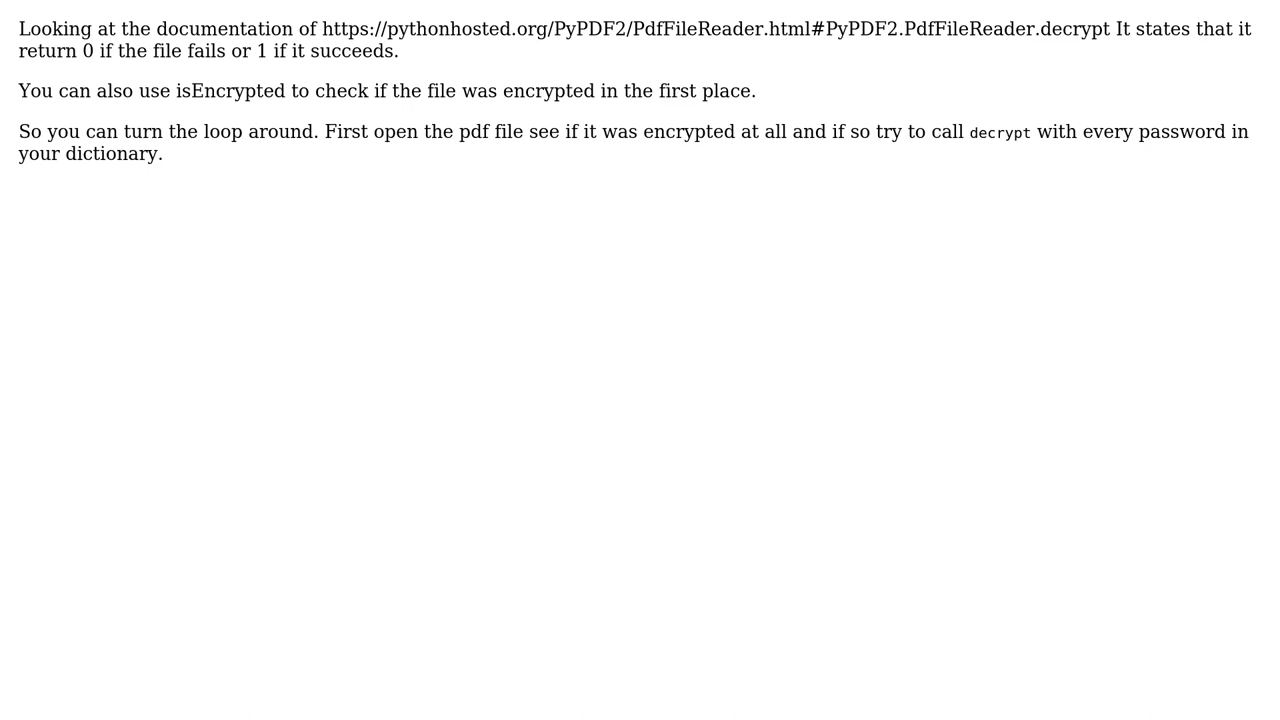 Looking at the documentation of https://pythonhosted.org/PyPDF2/PdfFileReader.html#PyPDF2.PdfFileReader.decrypt It states that it
return 0 if the file fails or 1 if it succeeds.
You can also use isEncrypted to check if the file was encrypted in the first place.
So you can turn the loop around. First open the pdf file see if it was encrypted at all and if so try to call decrypt with every password in
your dictionary.